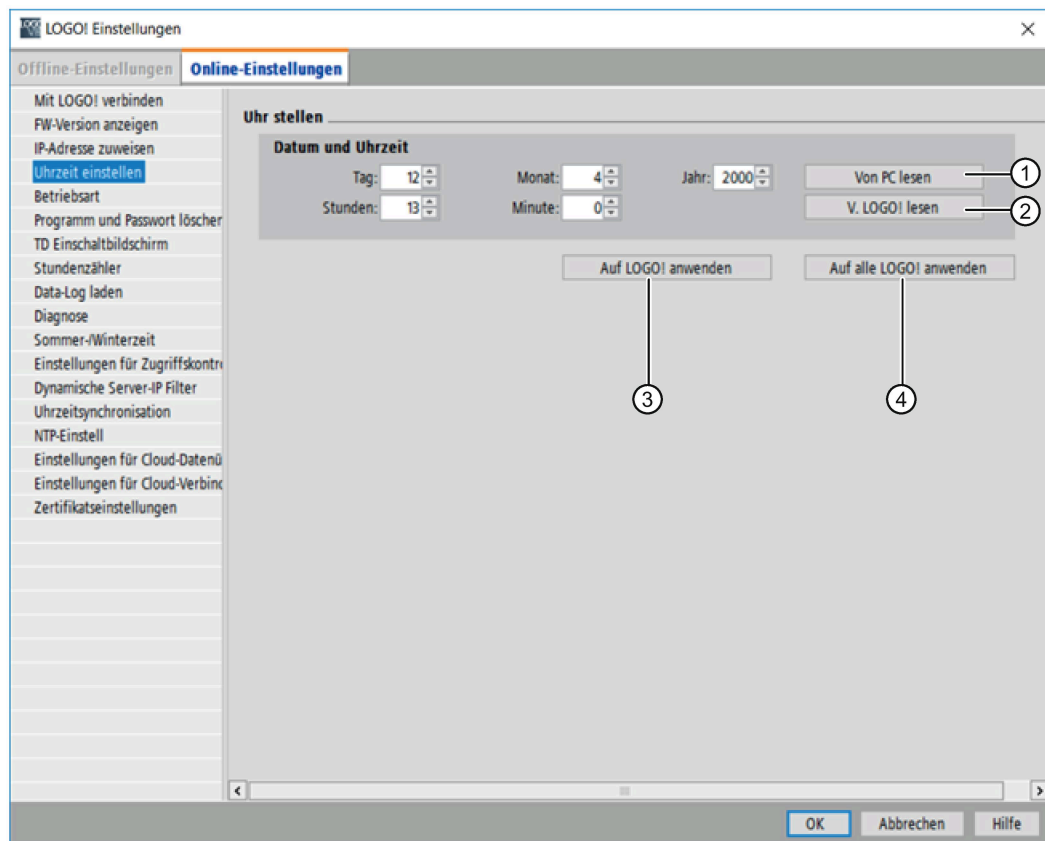 LOGO! Einstellungen
Offline-Einstellungen Online-Einstellungen
Mit LOGO! verbinden
FW-Version anzeigen
IP-Adresse zuweisen
Uhrzeit einstellen
Betriebsart
Programm und Passwort löscher
TD Einschaltbildschirm
Stundenzähler
Data-Log laden
Diagnose
Sommer-/Winterzeit
Einstellungen für Zugriffskontr
Dynamische Server-IP Filter
Uhrzeitsynchronisation
NTP-Einstell
Einstellungen für Cloud-Datenü
Einstellungen für Cloud-Verbind
Zertifikatseinstellungen
Uhr stellen
Datum und Uhrzeit
Tag: 12 Monat: 4 Jahr: 2000 Von PC lesen 1
Stunden: 13 Minute: 0 V. LOGO! lesen 2
Auf LOGO! anwenden Auf alle LOGO! anwenden
3 4
OK Abbrechen Hilfe